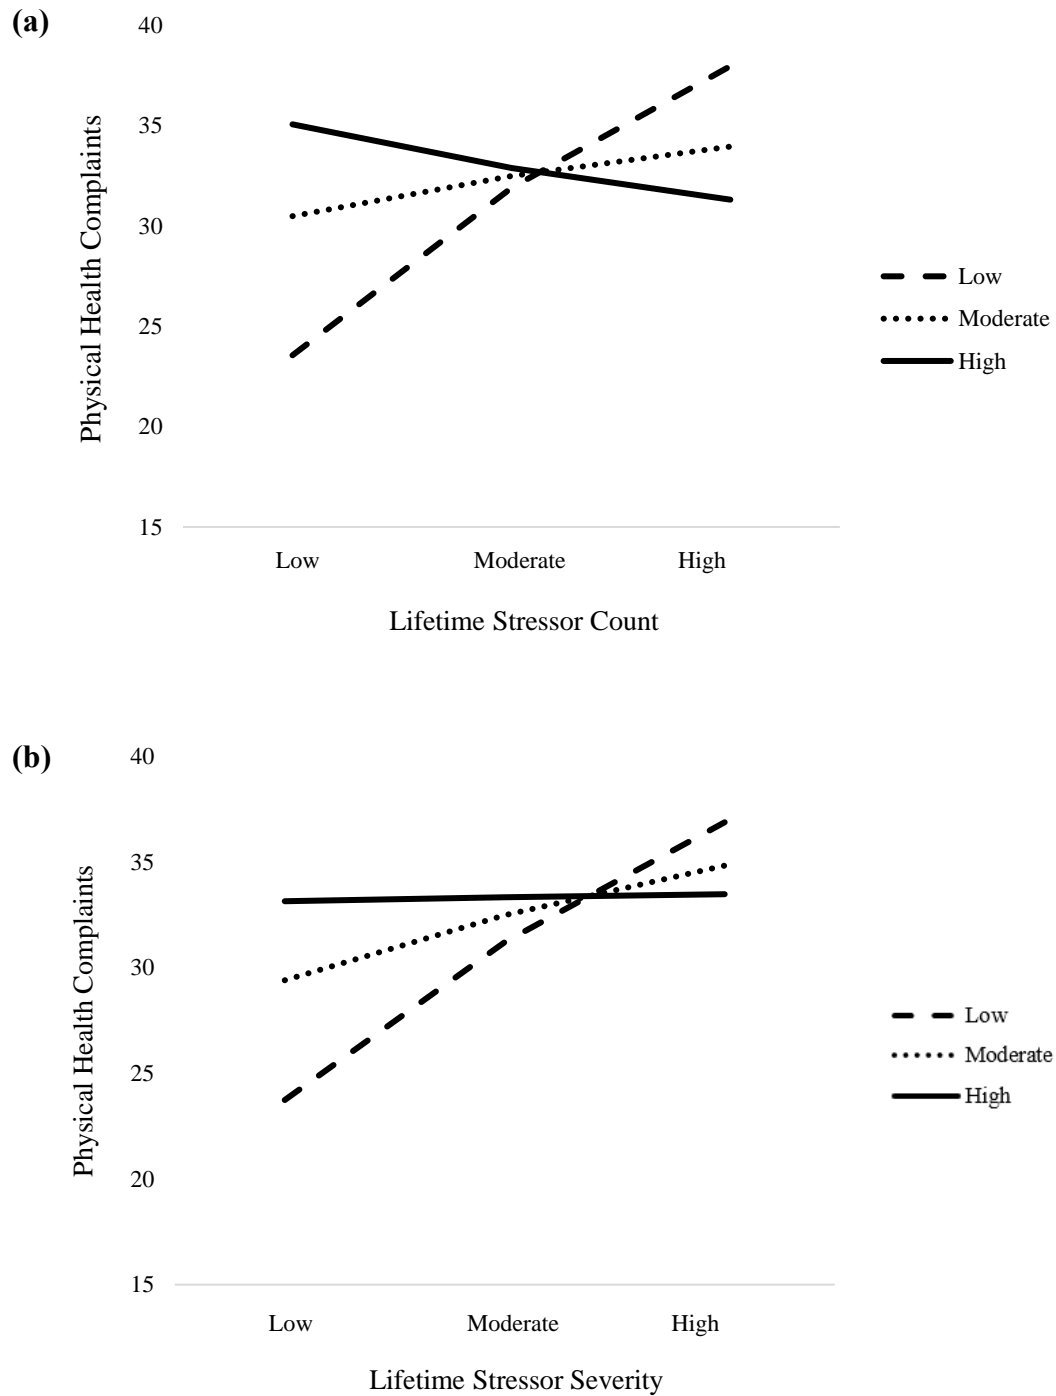 (a)
40
35
30
25
20
15
Physical Health Complaints
Low
Moderate
High
Lifetime Stressor Count
Low
Moderate
High
(b)
40
35
30
25
20
15
Physical Health Complaints
Low
Moderate
High
Lifetime Stressor Severity
Low
Moderate
High